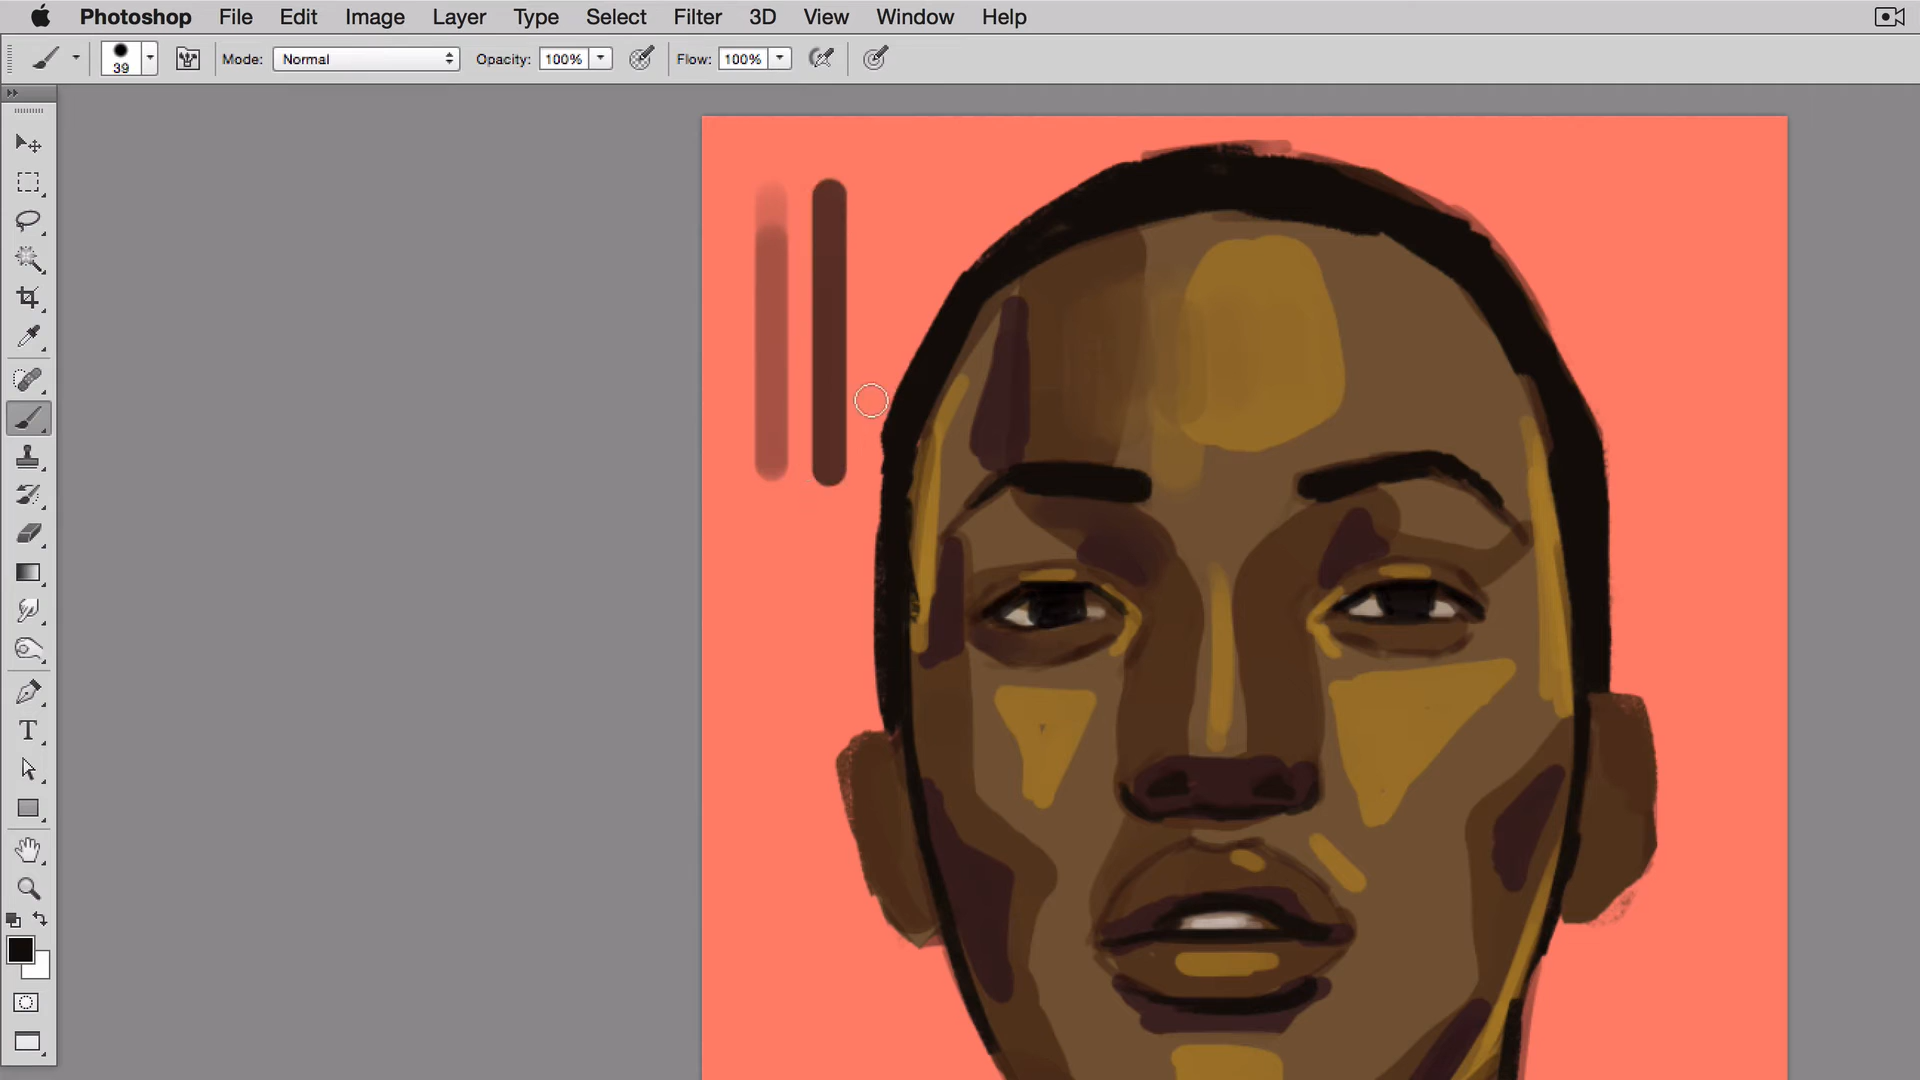 Photoshop File Edit Image Layer Type Select Filter 3D View Window Help
39 Mode: Normal Opacity: 100% Flow: 100%
T